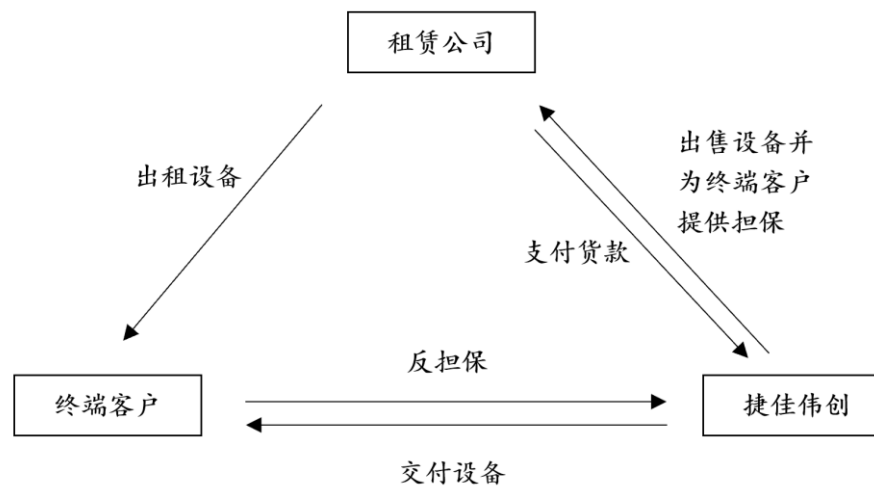 租赁公司
出售设备并
为终端客户
提供担保
出租设备
支付货款
反担保
终端客户
捷佳伟创
交付设备